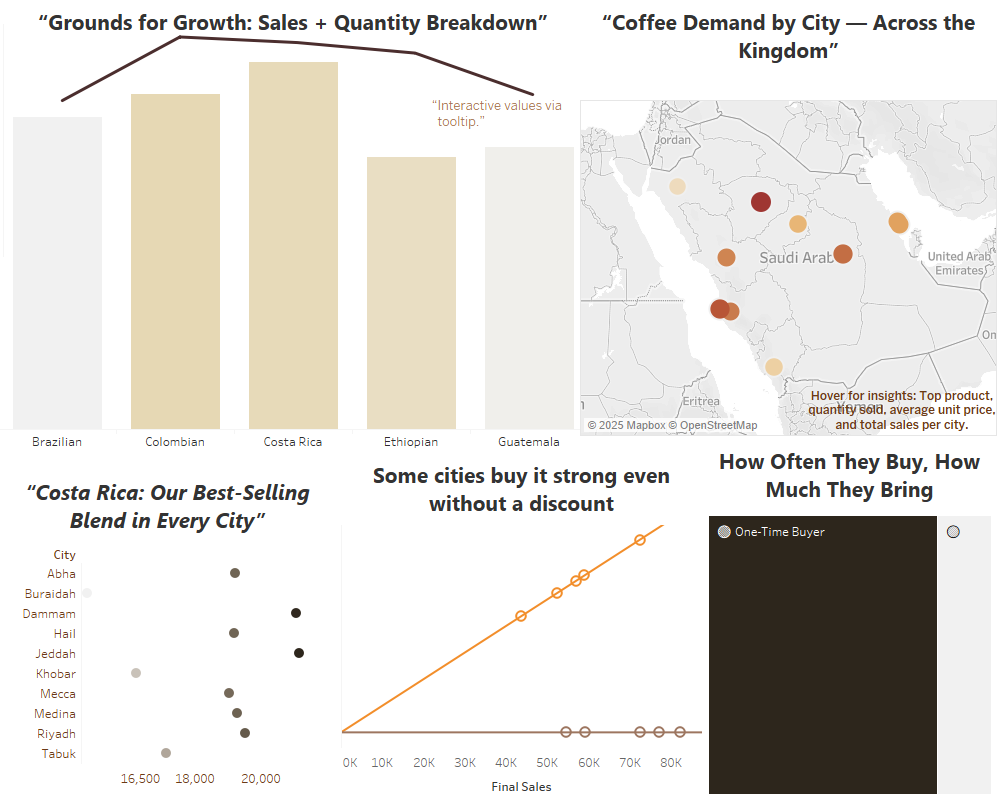 “Grounds for Growth: Sales + Quantity Breakdown”
“Interactive values via
tooltip.”
Brazilian
Colombian
Costa Rica
Ethiopian
Guatemala
“Coffee Demand by City — Across the
Kingdom”
Jordan
Saudi Arab
United Arab
Emirates
On
Eritrea
Yemen
Hover for insights: Top product,
quantity sold, average unit price,
and total sales per city.
© 2025 Mapbox © OpenStreetMap
“Costa Rica: Our Best-Selling
Blend in Every City”
City
Abha
Buraidah
Dammam
Hail
Jeddah
Khobar
Mecca
Medina
Riyadh
Tabuk
16,500 18,000 20,000
Some cities buy it strong even
without a discount
0K 10K 20K 30K 40K 50K 60K 70K 80K
Final Sales
How Often They Buy, How
Much They Bring
One-Time Buyer